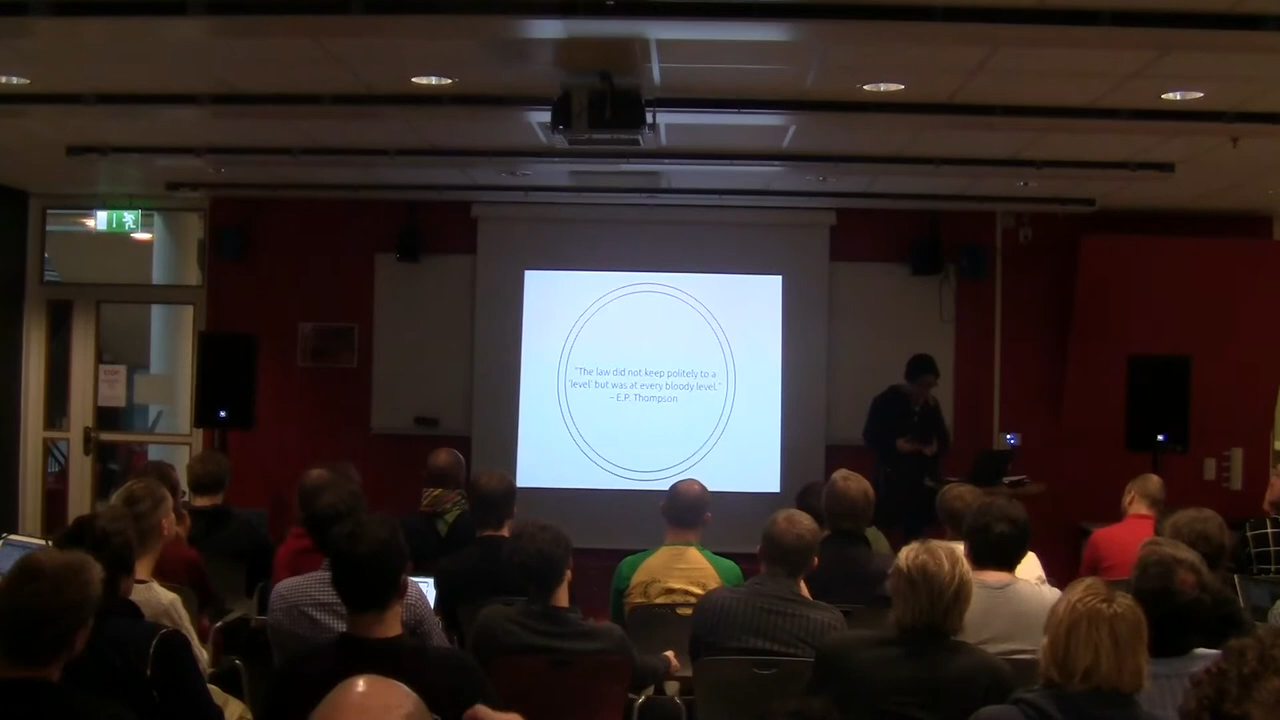 "The law did not keep politely to a
'level' but was at every bloody level."
– E.P. Thompson